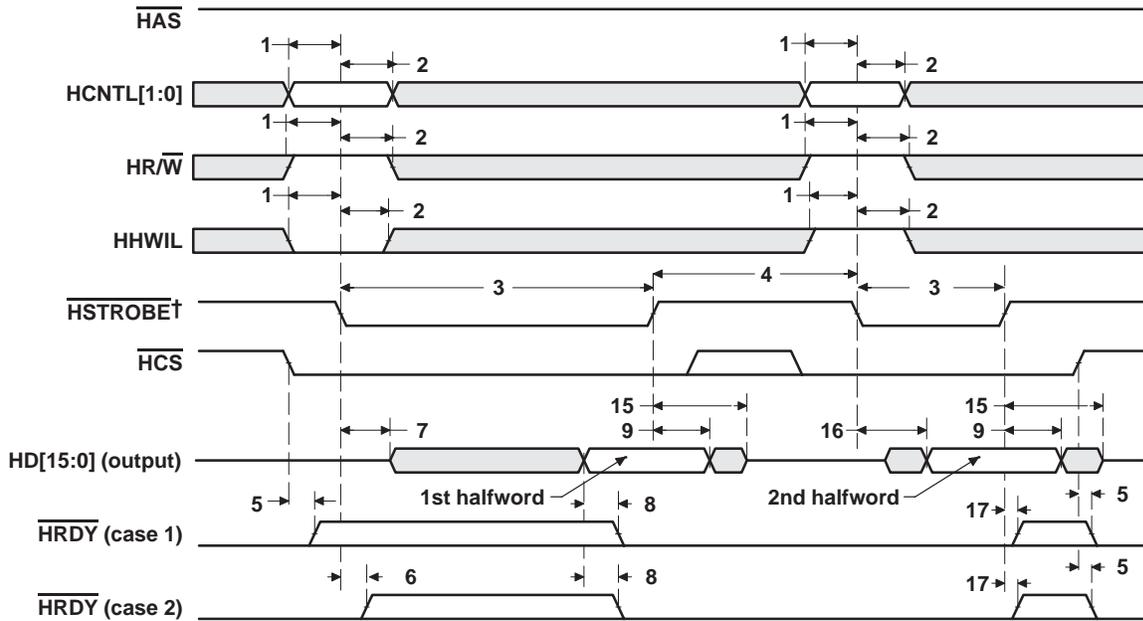 HAS
1 1
2 2
HCNTL[1:0]
1 1
2 2
HR/W
1 1
2 2
HHWIL
3 4 3
HSTROBE†
HCS
15 15
7 9 16 9
HD[15:0] (output)
1st halfword 2nd halfword
5 8 17 5
HRDY (case 1)
6 8 17 5
HRDY (case 2)